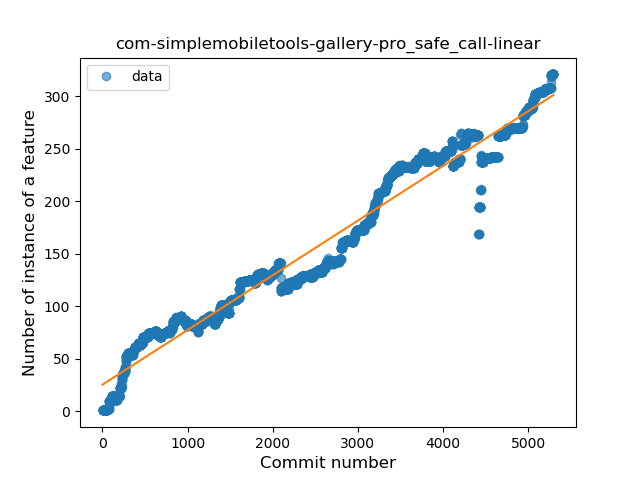 com-simplemobiletools-gallery-pro_safe_call-linear
data
Number of instance of a feature
300
250
200
150
100
50
0
0 1000 2000 3000 4000 5000
Commit number